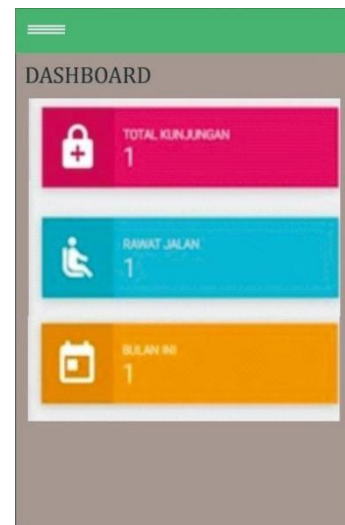 DASHBOARD
TOTAL KUNJUNGAN
1
RAWAT JALAN
1
BULAN INI
1